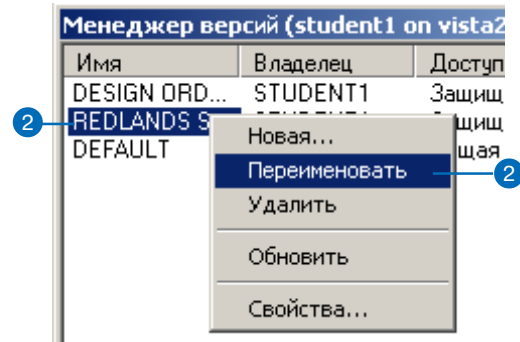 Менеджер версий (student1 on vista2
Имя Владелец Доступ
DESIGN ORD... STUDENT1 Защищ
2 REDLANDS S
DEFAULT щая
Новая...
Переименовать 2
Удалить
Обновить
Свойства...